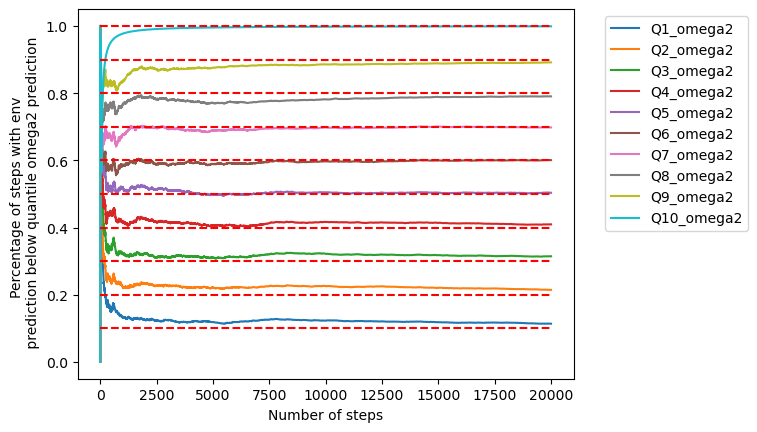 Percentage of steps with env
prediction below quantile omega2 prediction
1.0
0.8
0.6
0.4
0.2
0.0
0
2500
5000
7500
10000
12500
15000
17500
20000
Number of steps
Q1_omega2
Q2_omega2
Q3_omega2
Q4_omega2
Q5_omega2
Q6_omega2
Q7_omega2
Q8_omega2
Q9_omega2
Q10_omega2